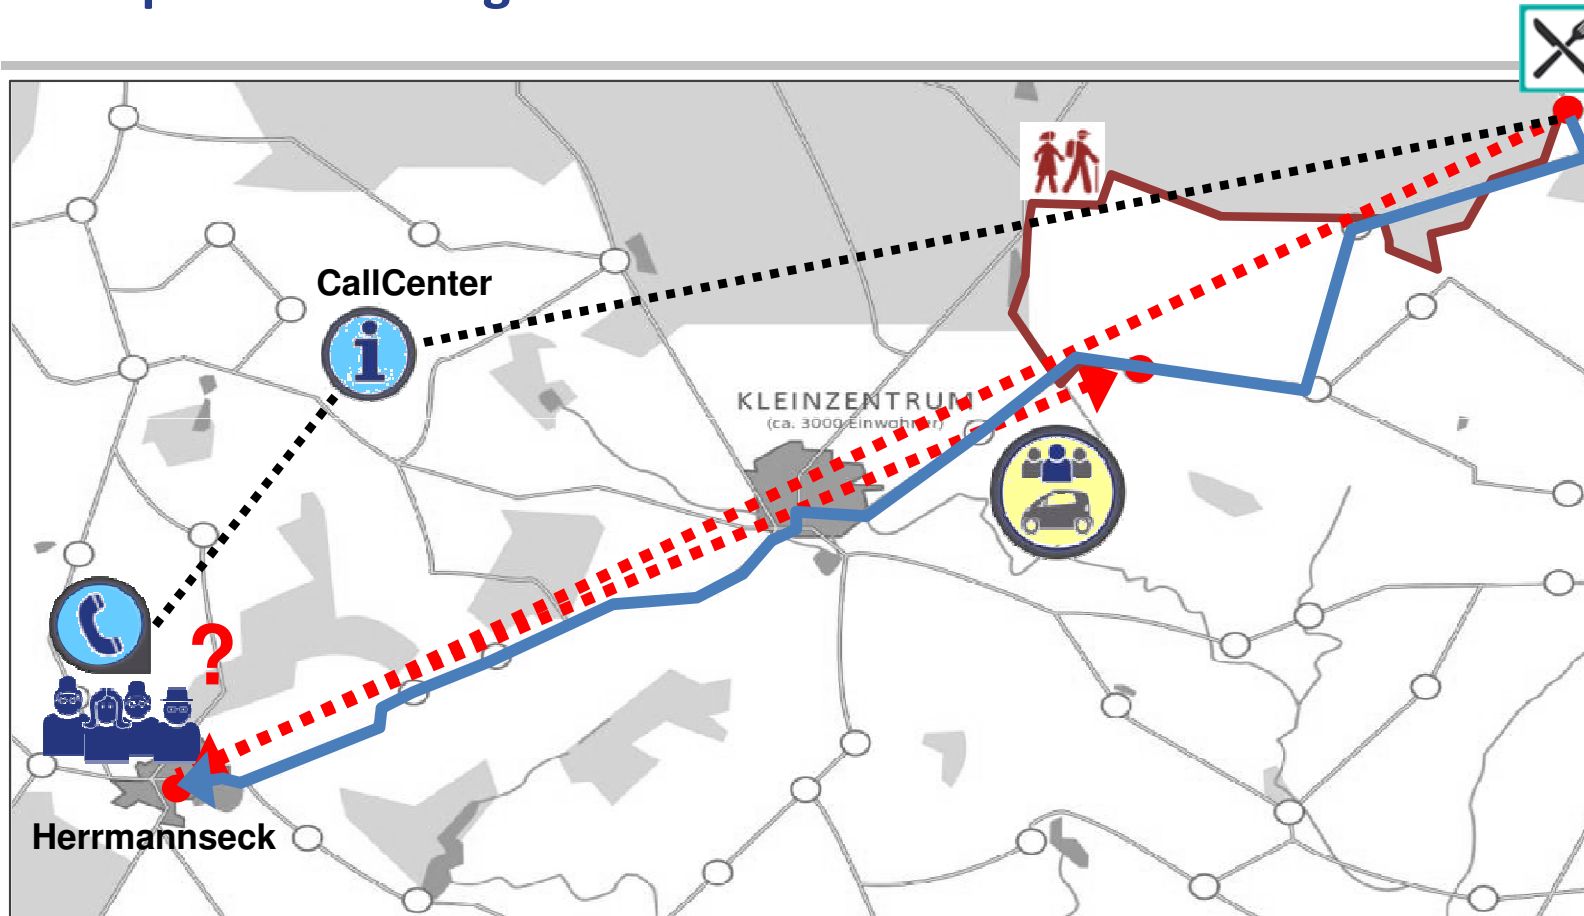 CallCenter
KLEINZENTRUM
(ca. 3000 Einwohner)
?
Herrmannseck